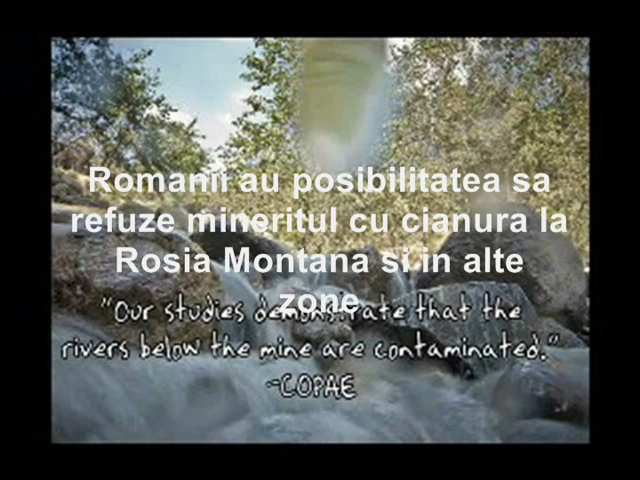 Romanii au posibilitatea sa
refuze mineritul cu cianura la
Rosia Montana si in alte
zone
"Our studies demonstrate that the
rivers below the mine are contaminated."
-COPAE